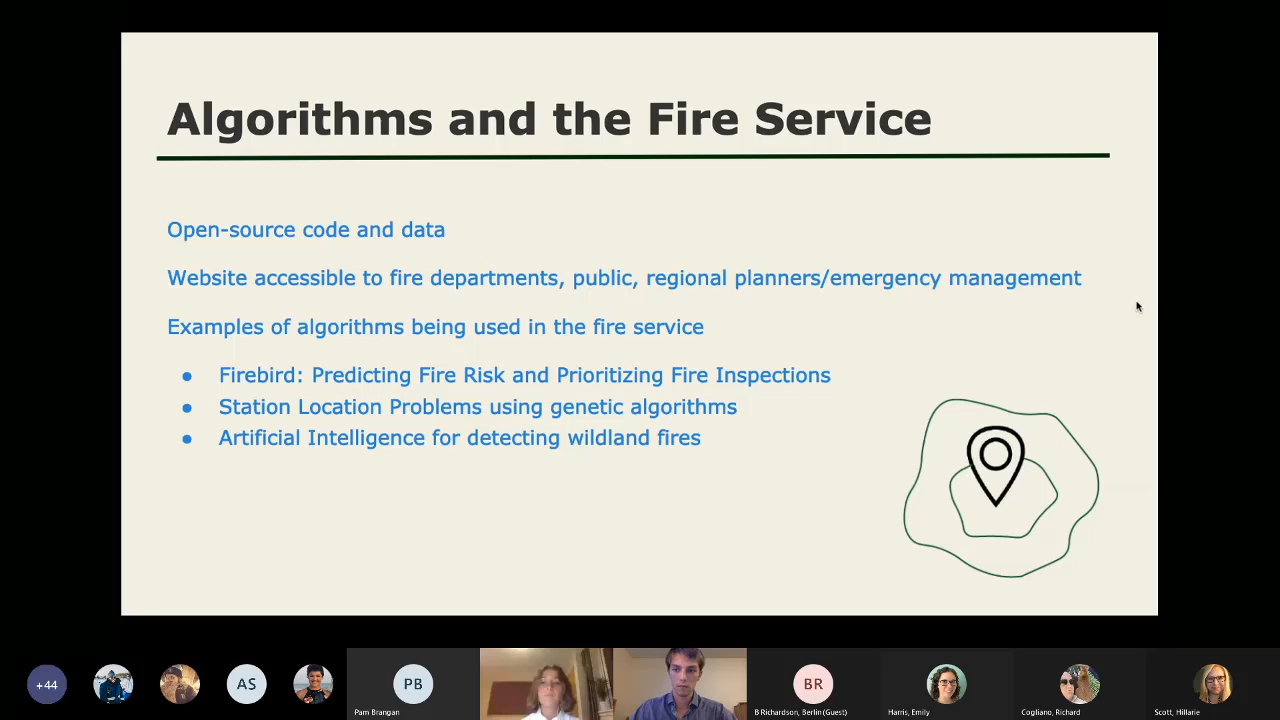 Algorithms and the Fire Service
Open-source code and data
Website accessible to fire departments, public, regional planners/emergency management
Examples of algorithms being used in the fire service
● Firebird: Predicting Fire Risk and Prioritizing Fire Inspections
● Station Location Problems using genetic algorithms
● Artificial Intelligence for detecting wildland fires
+44
AS
PB
BR
Pam Brangan
B Richardson, Berlin (Guest)
Harris, Emily
Cogliano, Richard
Scott, Hillarie